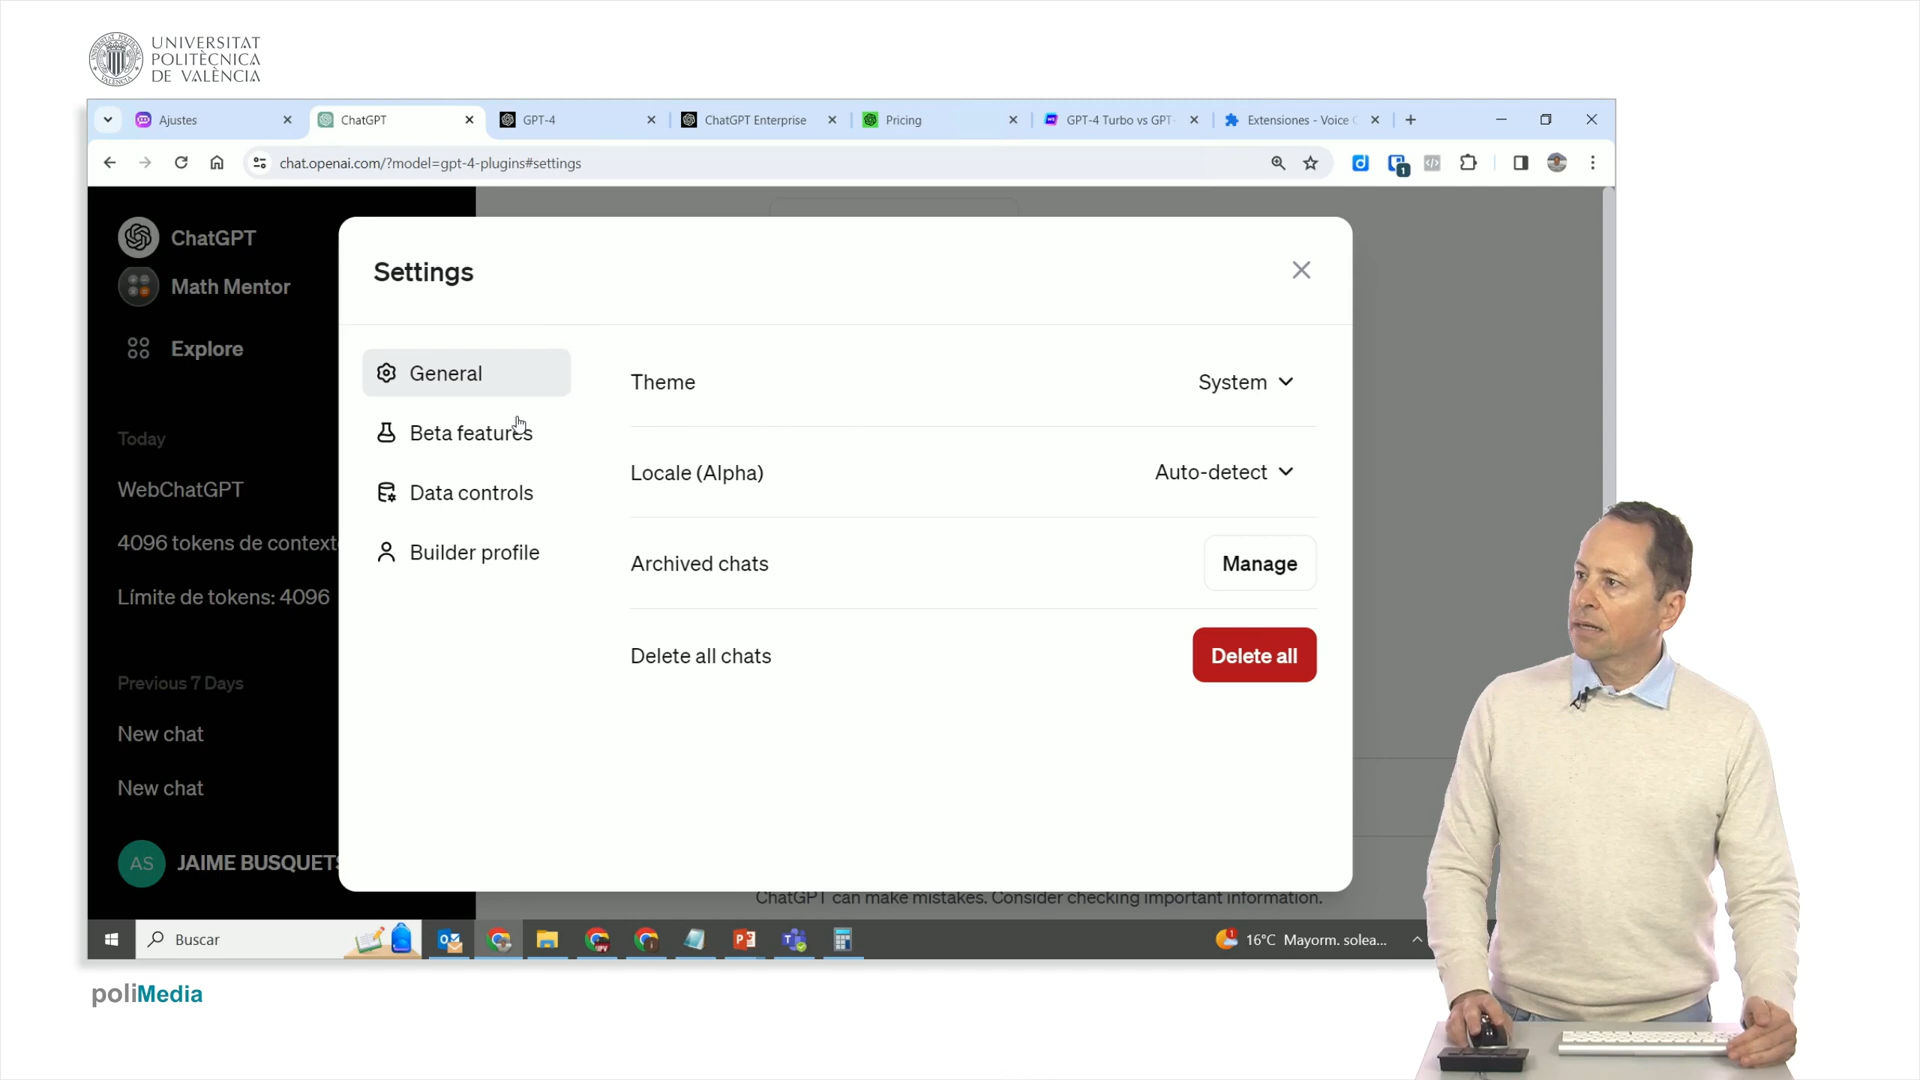 UNIVERSITAT
POLITÈCNICA
DE VALÈNCIA
Ajustes
ChatGPT
GPT-4
ChatGPT Enterprise
Pricing
GPT-4 Turbo vs GPT-
Extensiones - Voice C
chat.openai.com/?model=gpt-4-plugins#settings
1
ChatGPT
Math Mentor
Explore
Today
WebChatGPT
4096 tokens de contexto
Límite de tokens: 4096
Previous 7 Days
New chat
New chat
AS
JAIME BUSQUETS
Settings
General
Beta features
Data controls
Builder profile
Theme
System
Locale (Alpha)
Auto-detect
Archived chats
Manage
Delete all chats
Delete all
ChatGPT can make mistakes. Consider checking important information.
Buscar
16°C Mayorm. solea...
poliMedia